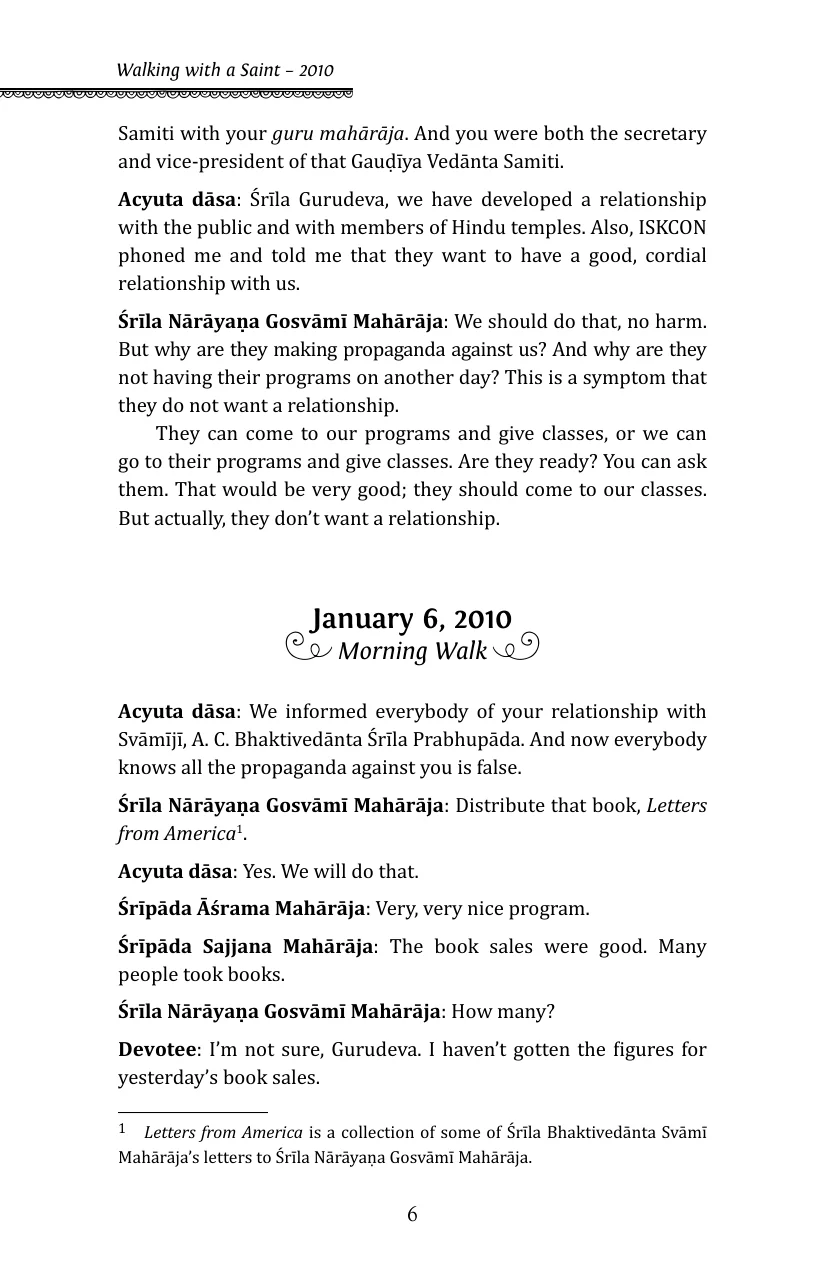 Walking with a Saint – 2010
Samiti with your guru mahārāja. And you were both the secretary
and vice-president of that Gauḍīya Vedānta Samiti.
Acyuta dāsa: Śrīla Gurudeva, we have developed a relationship
with the public and with members of Hindu temples. Also, ISKCON
phoned me and told me that they want to have a good, cordial
relationship with us.
Śrīla Nārāyaṇa Gosvāmī Mahārāja: We should do that, no harm.
But why are they making propaganda against us? And why are they
not having their programs on another day? This is a symptom that
they do not want a relationship.
They can come to our programs and give classes, or we can
go to their programs and give classes. Are they ready? You can ask
them. That would be very good; they should come to our classes.
But actually, they don’t want a relationship.
January 6, 2010
Morning Walk
Acyuta dāsa: We informed everybody of your relationship with
Svāmījī, A. C. Bhaktivedānta Śrīla Prabhupāda. And now everybody
knows all the propaganda against you is false.
Śrīla Nārāyaṇa Gosvāmī Mahārāja: Distribute that book, Letters
from America¹.
Acyuta dāsa: Yes. We will do that.
Śrīpāda Āśrama Mahārāja: Very, very nice program.
Śrīpāda Sajjana Mahārāja: The book sales were good. Many
people took books.
Śrīla Nārāyaṇa Gosvāmī Mahārāja: How many?
Devotee: I’m not sure, Gurudeva. I haven’t gotten the figures for
yesterday’s book sales.
1 Letters from America is a collection of some of Śrīla Bhaktivedānta Svāmī
Mahārāja’s letters to Śrīla Nārāyaṇa Gosvāmī Mahārāja.
6